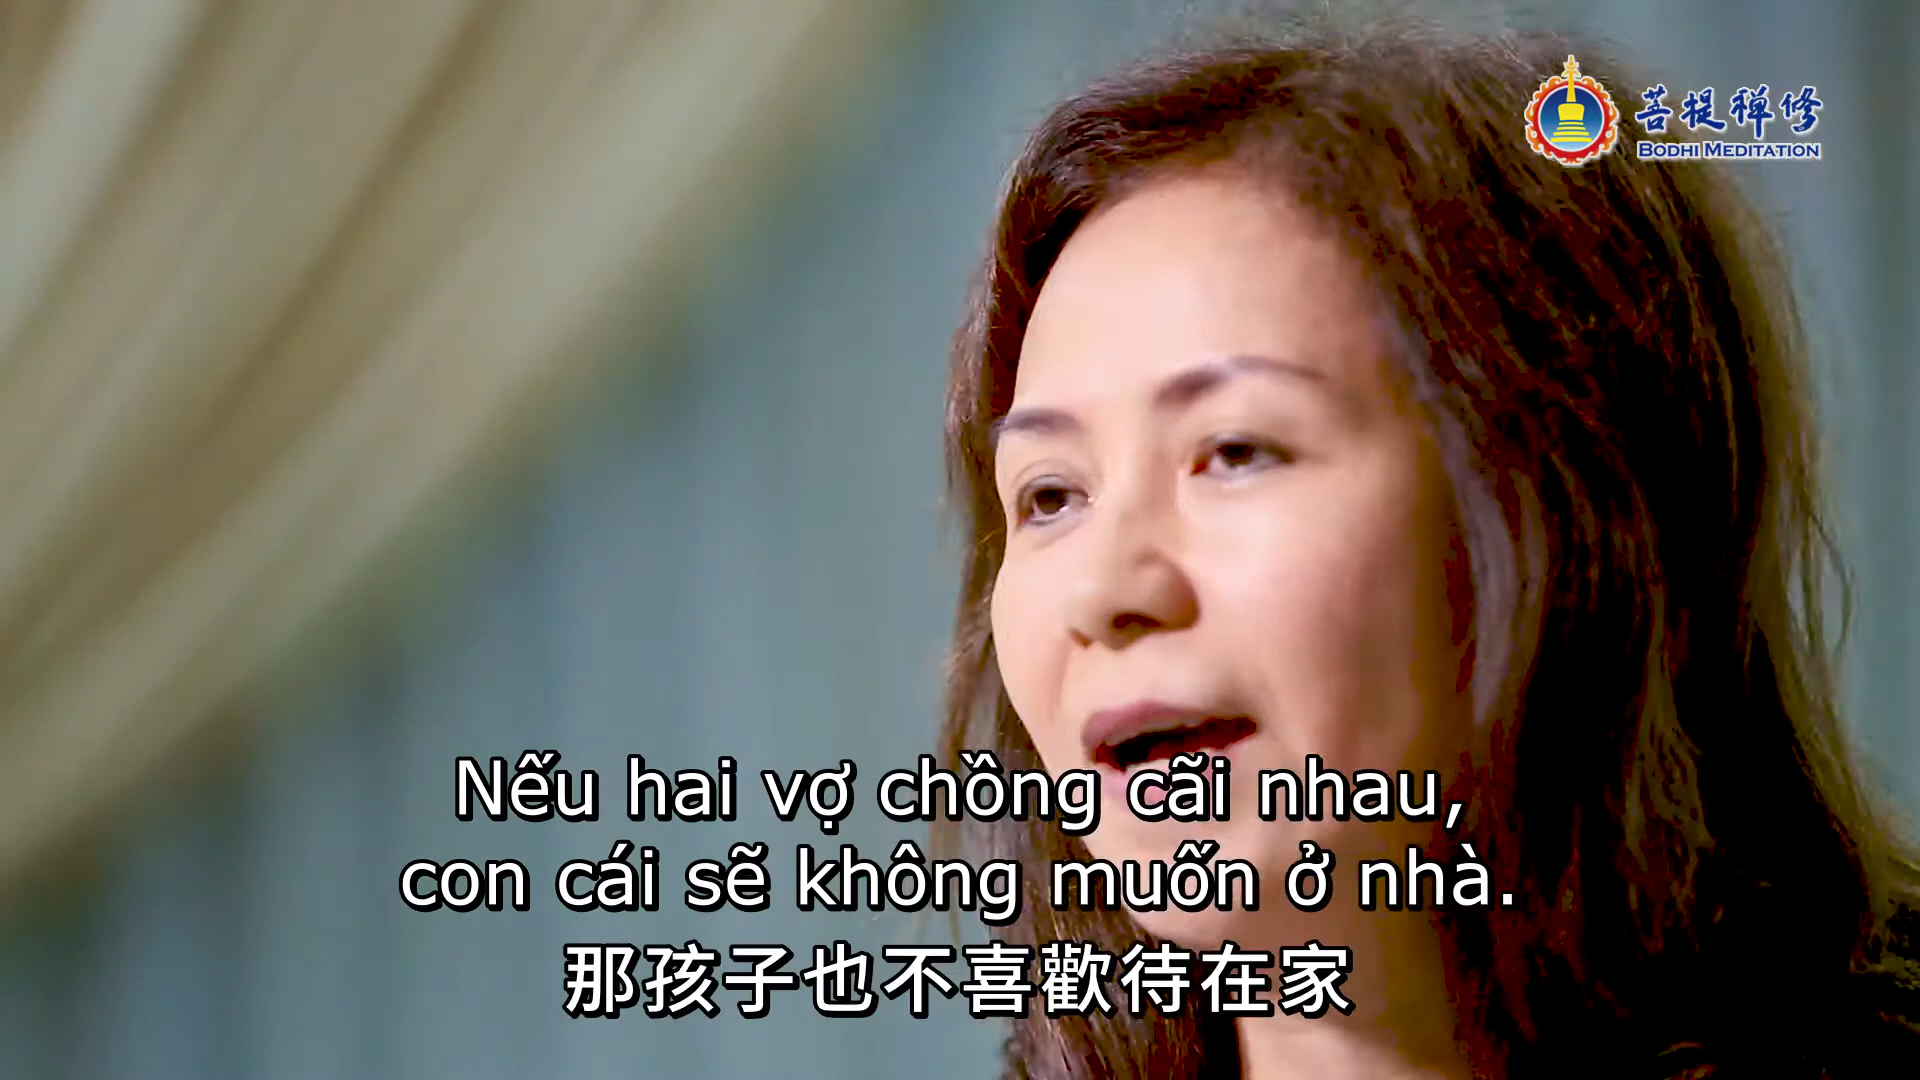 菩提禪修
BODHI MEDITATION
Nếu hai vợ chồng cãi nhau,
con cái sẽ không muốn ở nhà.
那孩子也不喜歡待在家